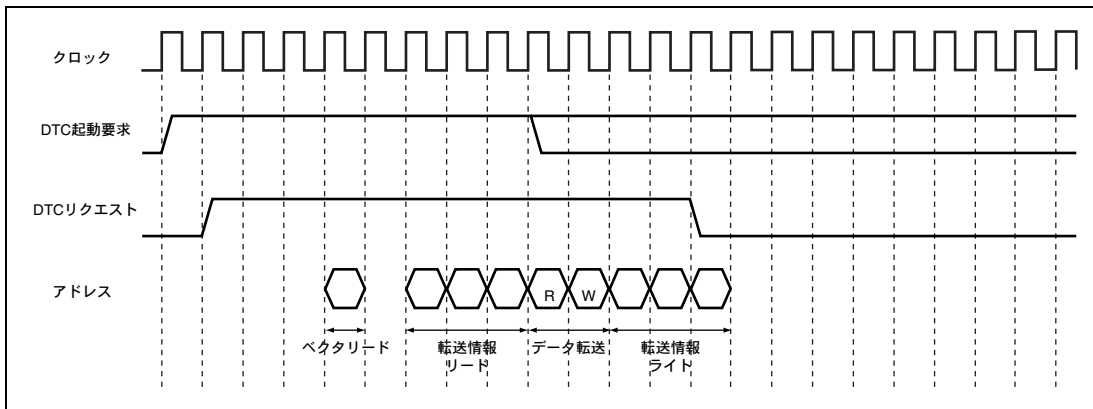 クロック
DTC起動要求
DTCリクエスト
アドレス
R W
ベクタリード
転送情報
リード
データ転送
転送情報
ライト